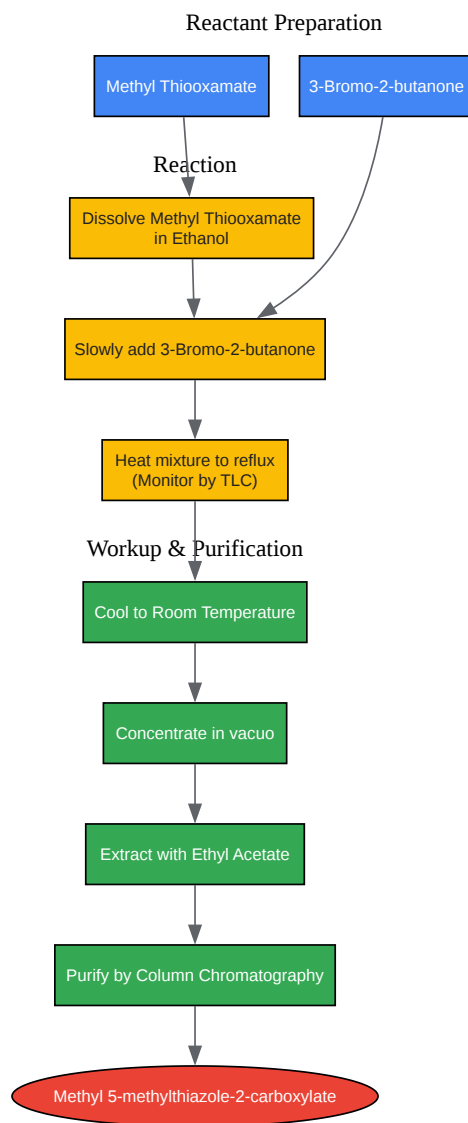 Reactant Preparation
Methyl Thiooxamate
3-Bromo-2-butanone
Reaction
Dissolve Methyl Thiooxamate
in Ethanol
Slowly add 3-Bromo-2-butanone
Heat mixture to reflux
(Monitor by TLC)
Workup & Purification
Cool to Room Temperature
Concentrate in vacuo
Extract with Ethyl Acetate
Purify by Column Chromatography
Methyl 5-methylthiazole-2-carboxylate